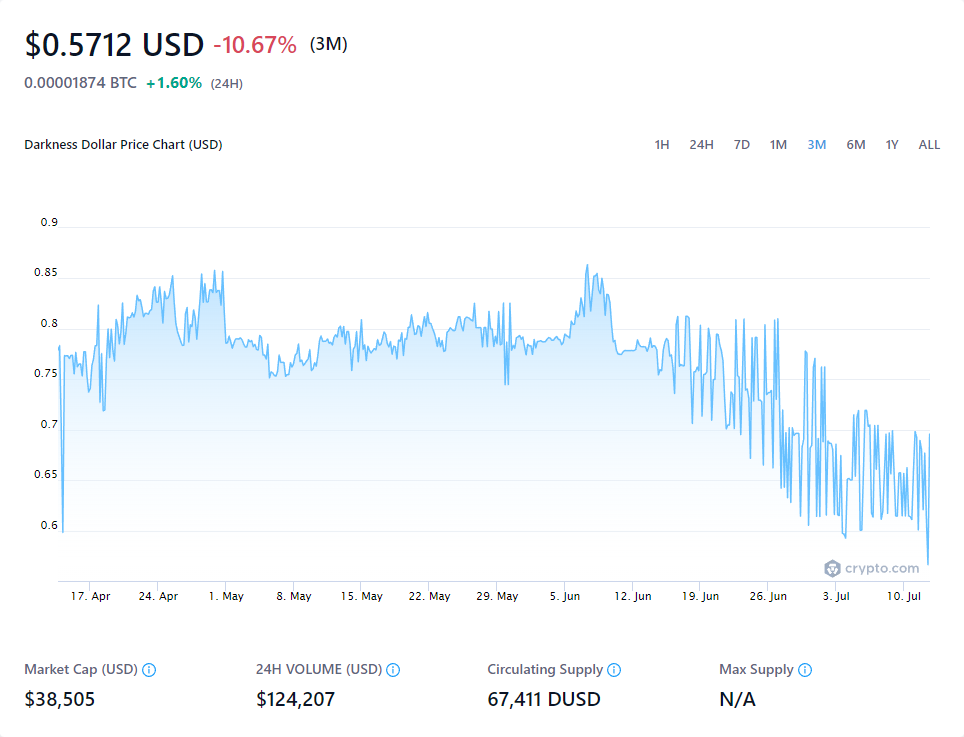 $0.5712 USD -10.67% (3M)
0.00001874 BTC +1.60% (24H)
Darkness Dollar Price Chart (USD) 1H 24H 7D 1M 3M 6M 1Y ALL
0.9
0.85
0.8
0.75
0.7
0.65
0.6
crypto.com
17. Apr 24. Apr 1. May 8. May 15. May 22. May 29. May 5. Jun 12. Jun 19. Jun 26. Jun 3. Jul 10. Jul
Market Cap (USD) 24H VOLUME (USD) Circulating Supply Max Supply
$38,505 $124,207 67,411 DUSD N/A